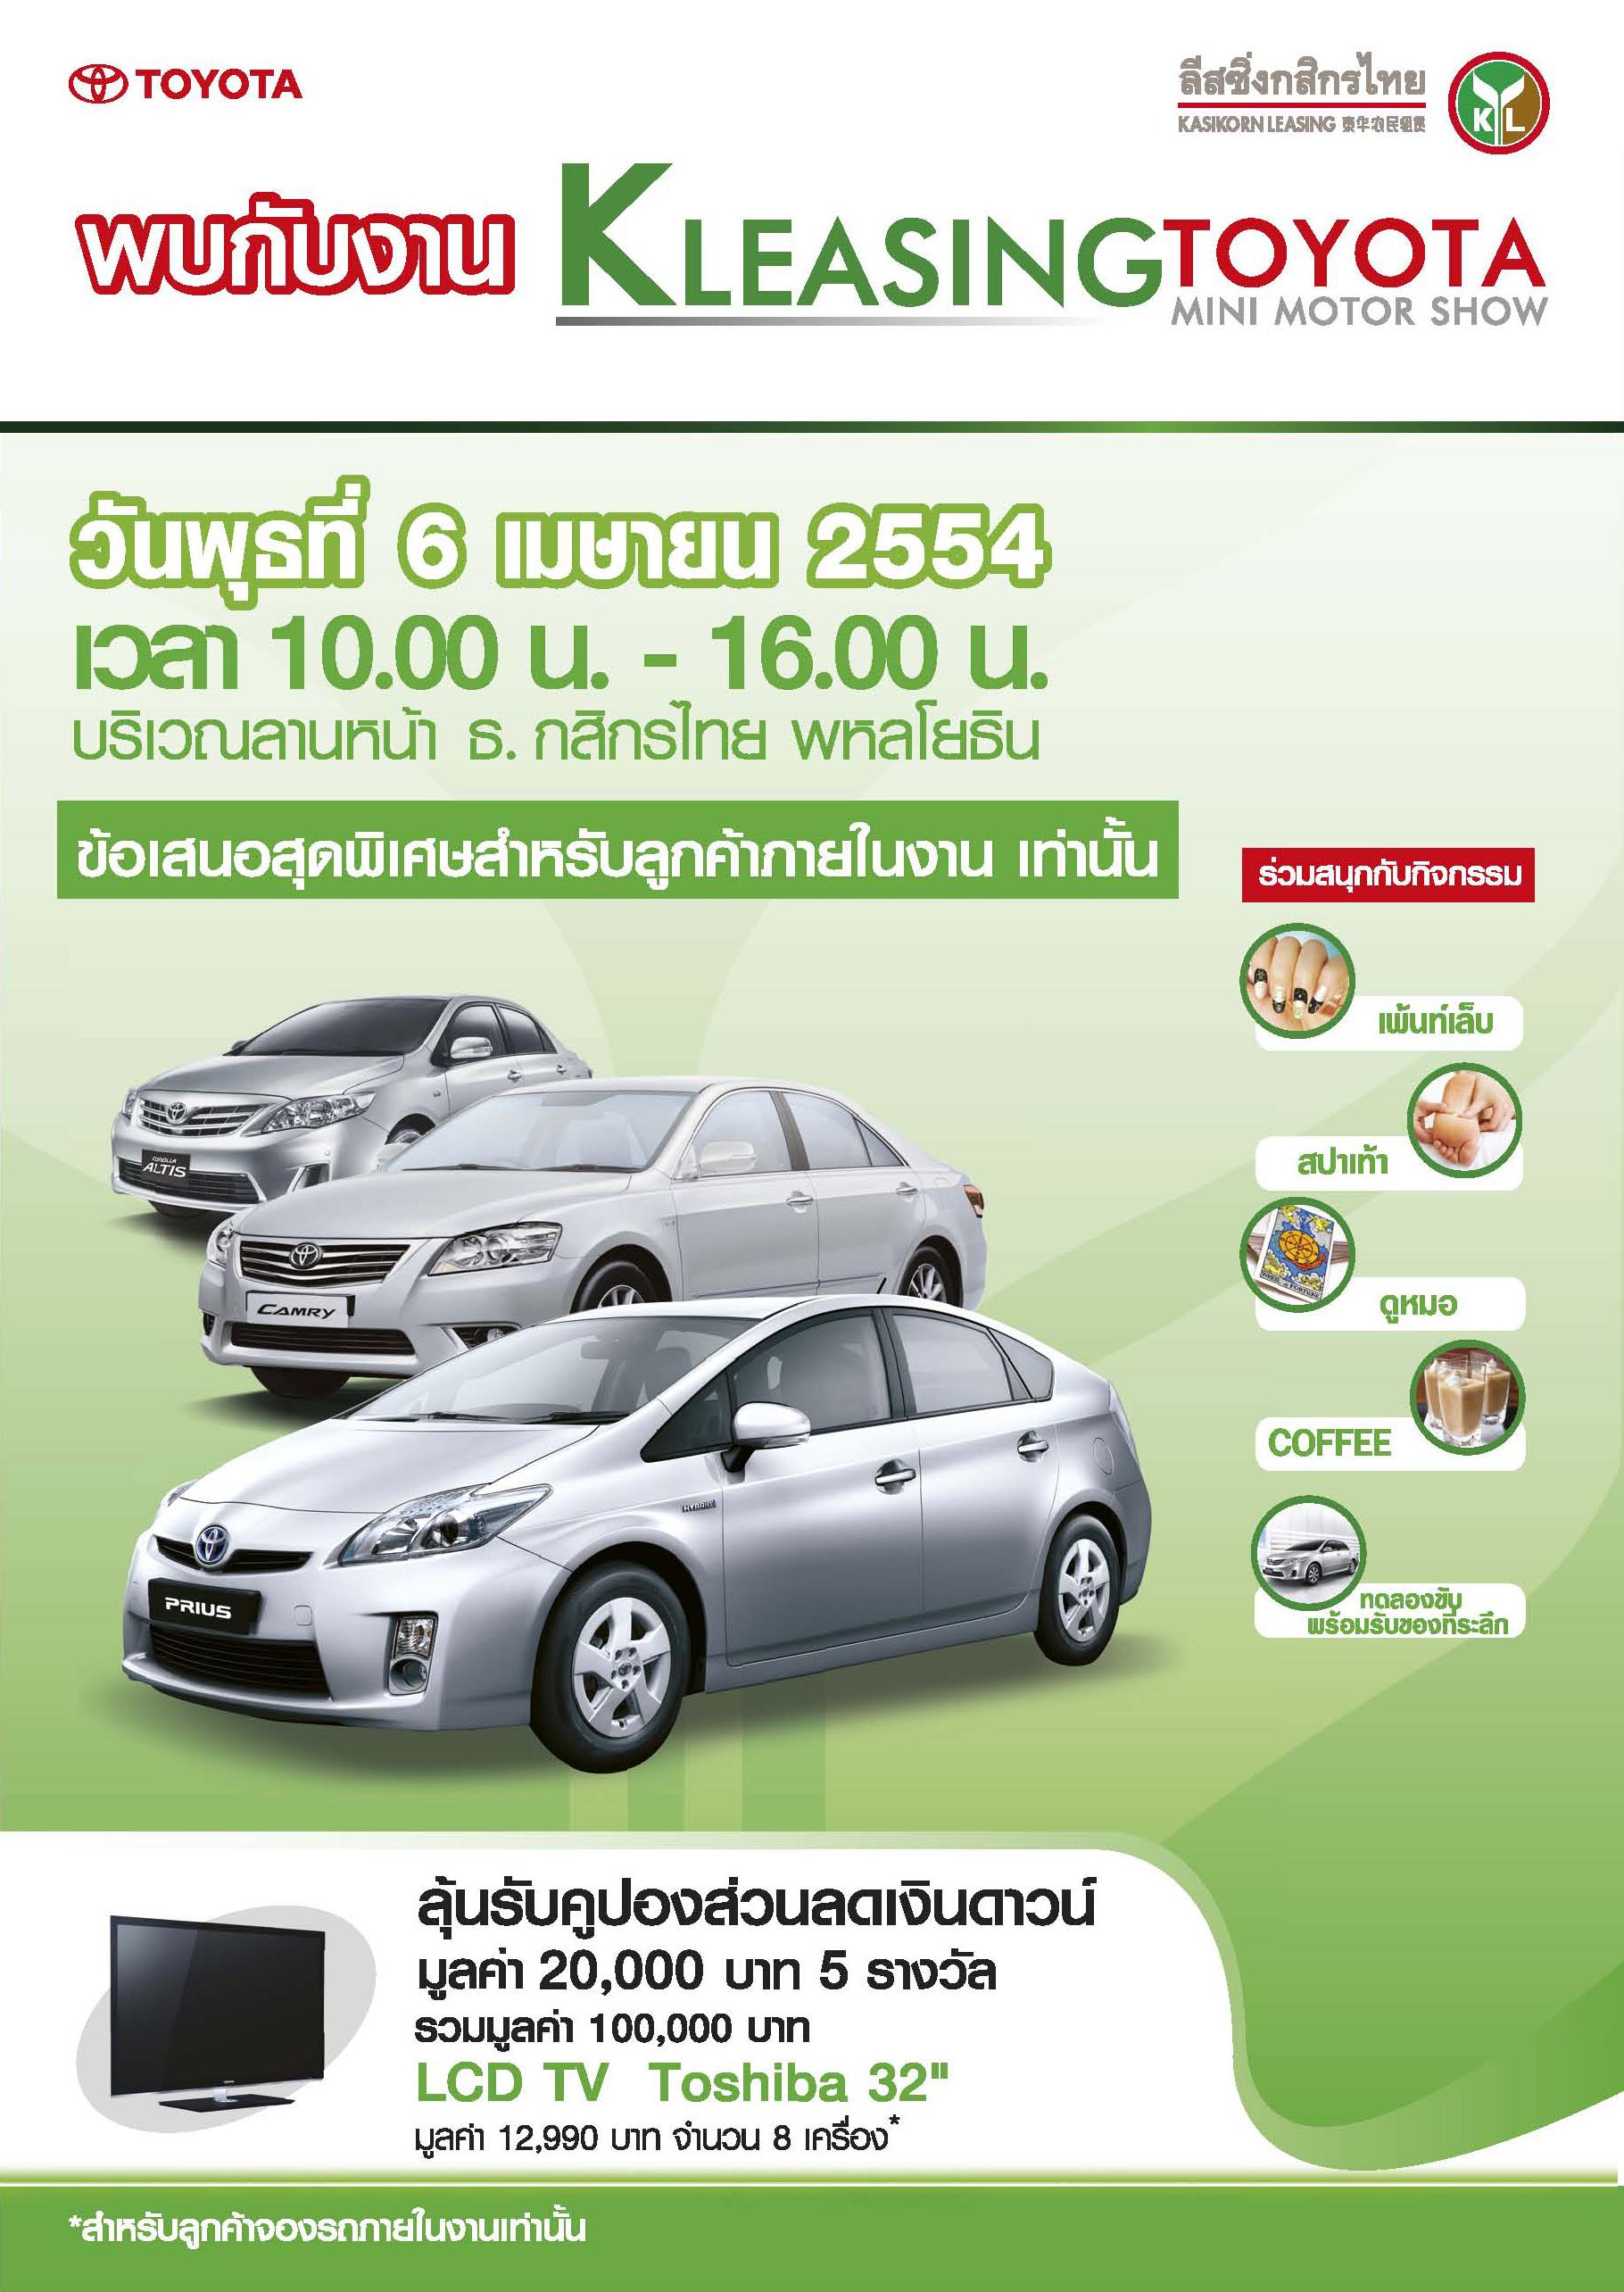 TOYOTA
ลีสซิ่งกสิกรไทย
KASIKORN LEASING 泰华农民租赁
KL
พบกับงาน KLEASINGTOYOTA
MINI MOTOR SHOW
วันพุธที่ 6 เมษายน 2554
เวลา 10.00 น. - 16.00 น.
บริเวณลานหน้า ธ. กสิกรไทย พหลโยธิน
ข้อเสนอสุดพิเศษสำหรับลูกค้าภายในงาน เท่านั้น
ร่วมสนุกกับกิจกรรม
เพ้นท์เล็บ
สปาเท้า
ดูหมอ
COFFEE
ทดลองขับ
พร้อมรับของที่ระลึก
COROLLA
ALTIS
CAMRY
HYBRID
PRIUS
ลุ้นรับคูปองส่วนลดเงินดาวน์
มูลค่า 20,000 บาท 5 รางวัล
รวมมูลค่า 100,000 บาท
LCD TV Toshiba 32"
มูลค่า 12,990 บาท จำนวน 8 เครื่อง*
*สำหรับลูกค้าจองรถภายในงานเท่านั้น